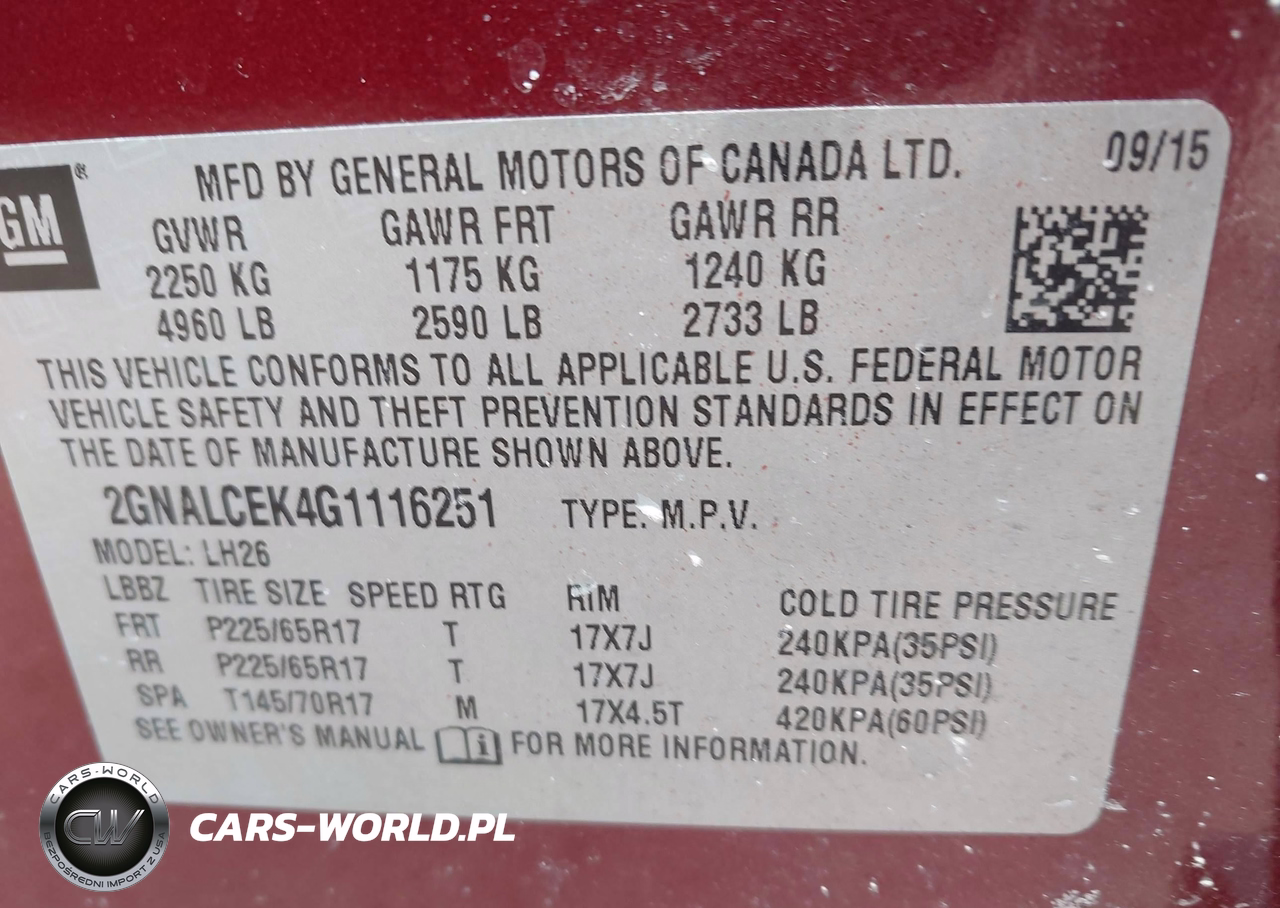 MFD BY GENERAL MOTORS OF CANADA LTD. 09/15
GM ®
GVWR GAWR FRT GAWR RR
2250 KG 1175 KG 1240 KG
4960 LB 2590 LB 2733 LB
THIS VEHICLE CONFORMS TO ALL APPLICABLE U.S. FEDERAL MOTOR
VEHICLE SAFETY AND THEFT PREVENTION STANDARDS IN EFFECT ON
THE DATE OF MANUFACTURE SHOWN ABOVE.
2GNALCEK4G1116251 TYPE: M.P.V.
MODEL: LH26
LBBZ TIRE SIZE SPEED RTG RIM COLD TIRE PRESSURE
FRT P225/65R17 T 17X7J 240KPA(35PSI)
RR P225/65R17 T 17X7J 240KPA(35PSI)
SPA T145/70R17 M 17X4.5T 420KPA(60PSI)
SEE OWNER'S MANUAL i FOR MORE INFORMATION.
CARS-WORLD
CW
BEZPOŚREDNI IMPORT Z USA
CARS-WORLD.PL